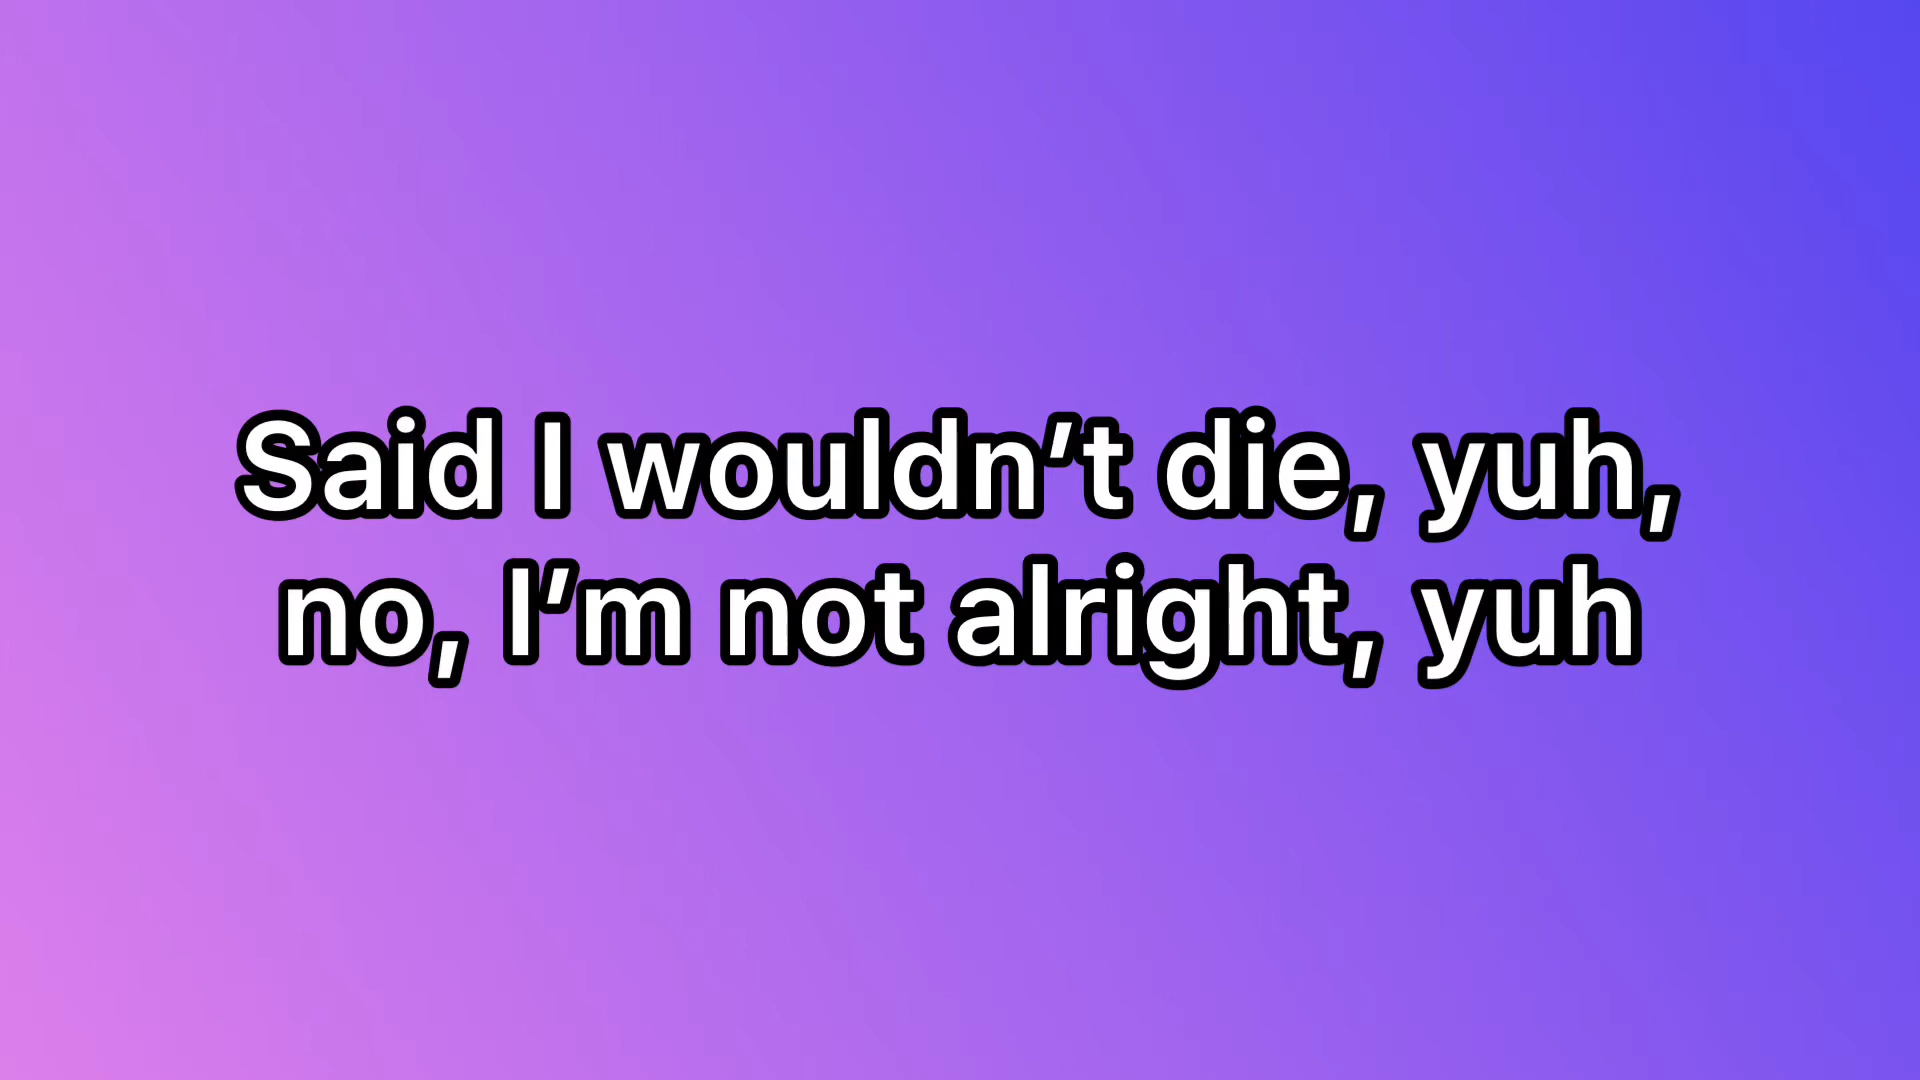 Said I wouldn’t die, yuh,
no, I’m not alright, yuh